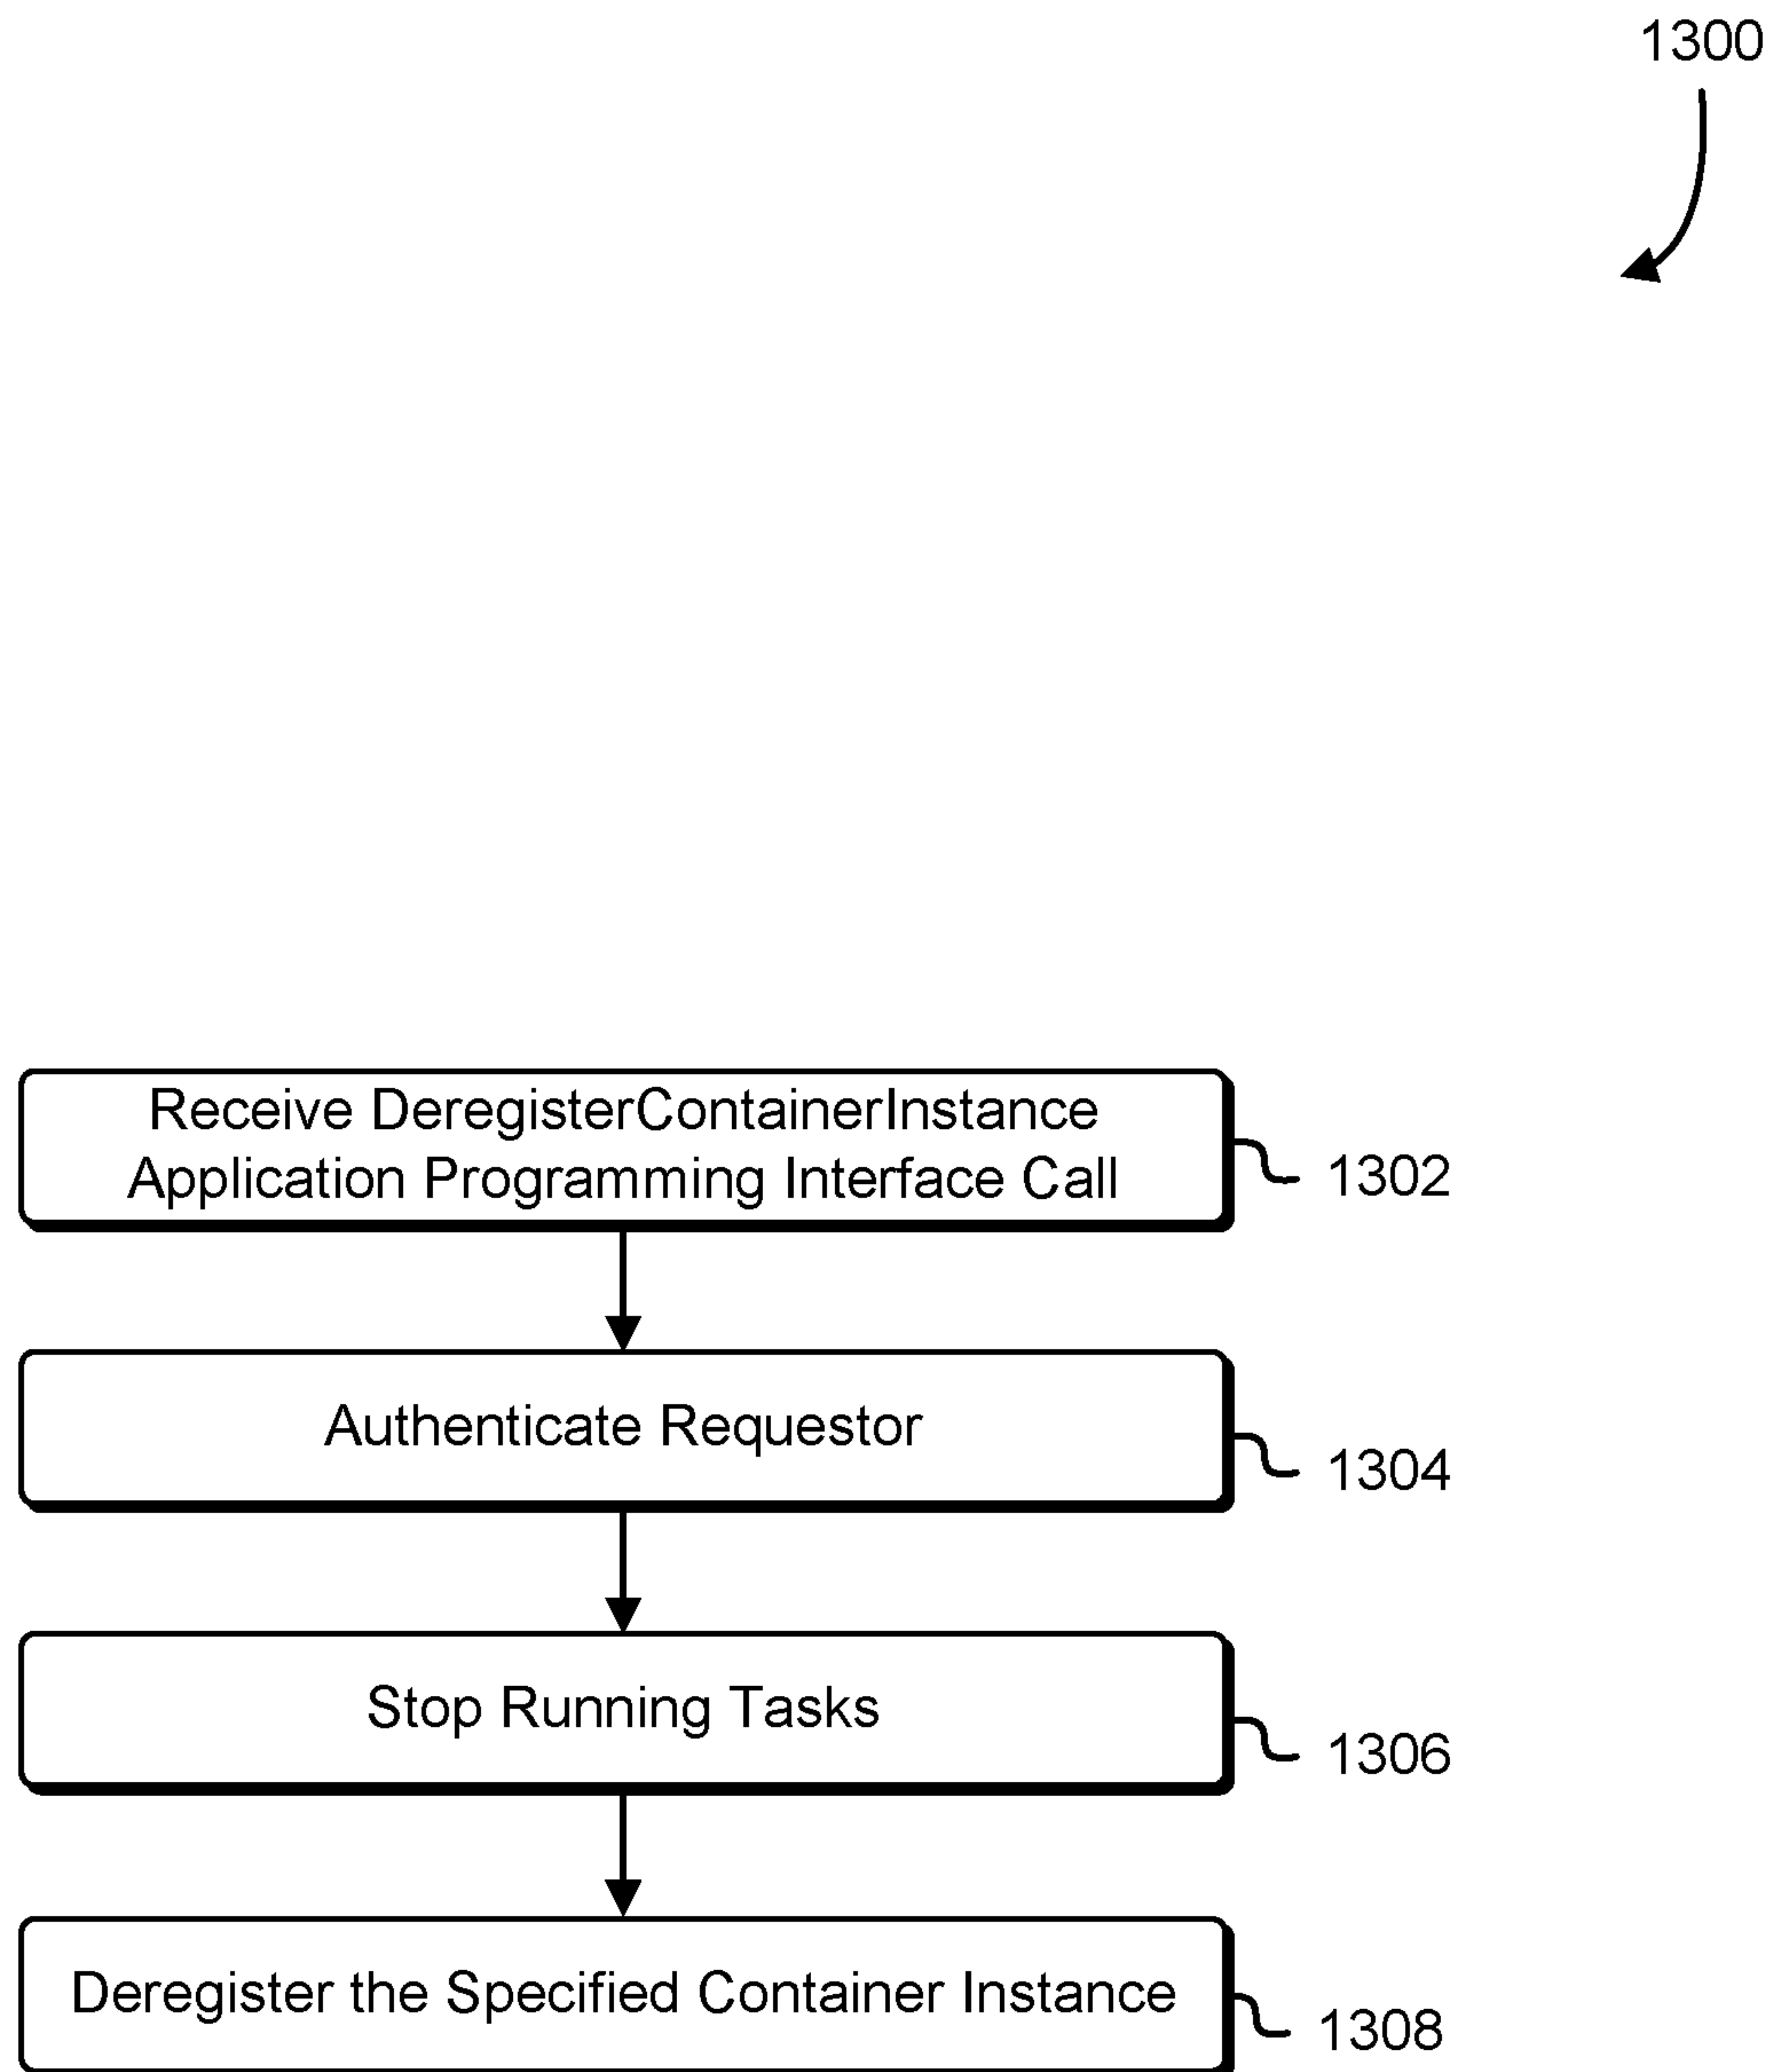 1300
Receive DeregisterContainerInstance
Application Programming Interface Call
1302
Authenticate Requestor
1304
Stop Running Tasks
1306
Deregister the Specified Container Instance
1308